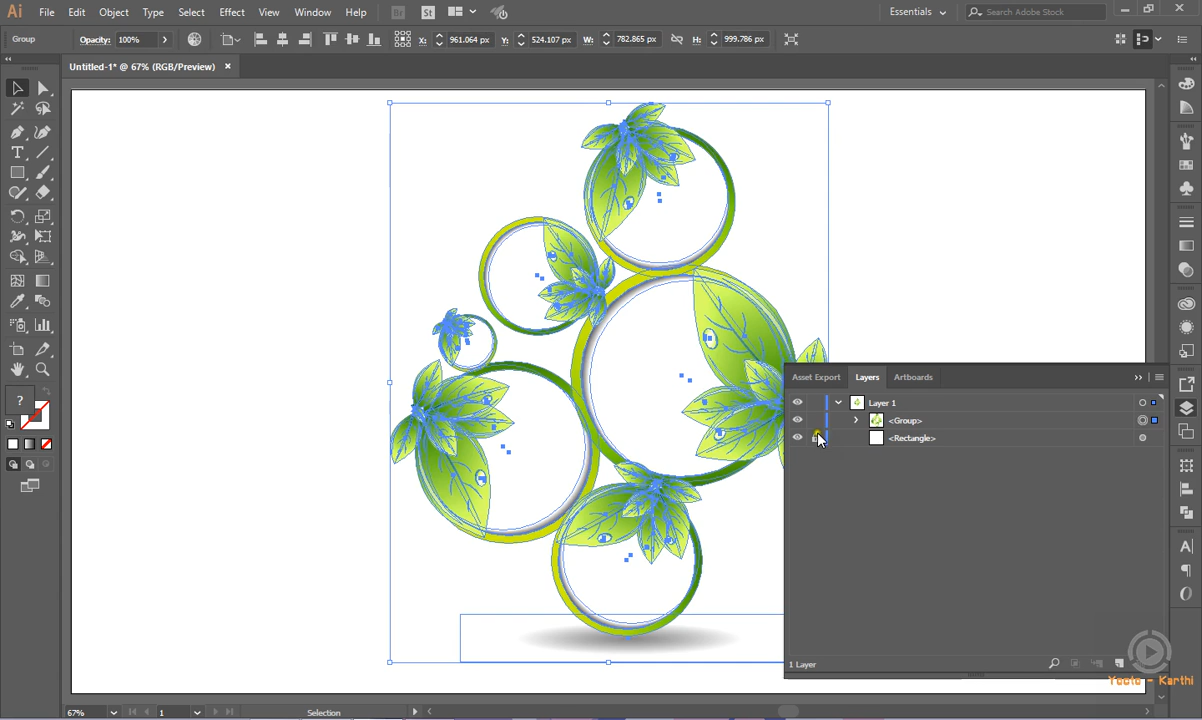 Ai File Edit Object Type Select Effect View Window Help Br St Essentials Search Adobe Stock
Group Opacity: 100% X: 961.064 px Y: 524.107 px W: 782.865 px H: 999.786 px
Untitled-1* @ 67% (RGB/Preview)
Asset Export Layers Artboards
Layer 1
<Group>
<Rectangle>
?
1 Layer
Yects - Karthi
67% 1 Selection